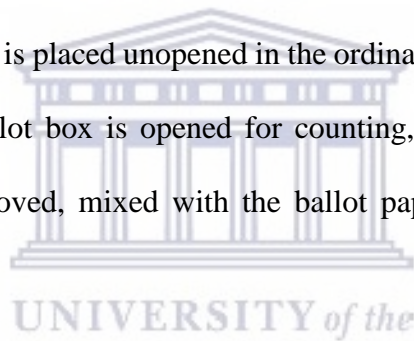 is placed unopened in the ordina
lot box is opened for counting,
oved, mixed with the ballot pap
UNIVERSITY of the